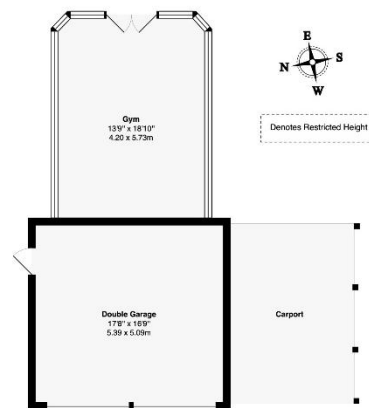 E
N
S
W
Gym
13'9" x 18'10"
4.20 x 5.73m
Denotes Restricted Height
Double Garage
17'8" x 16'9"
5.39 x 5.09m
Carport